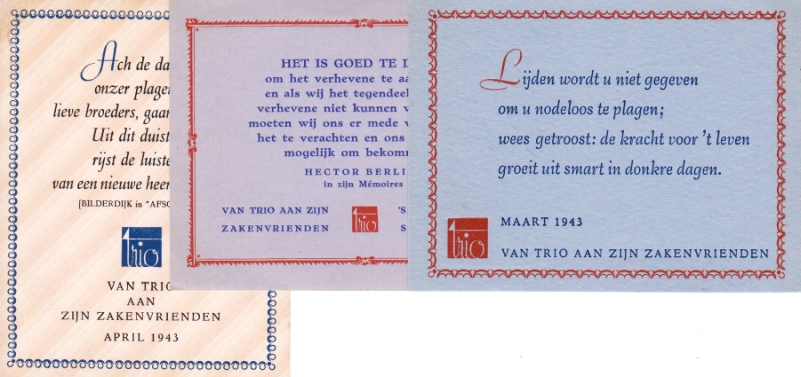 Ach de da
onzer plage
lieve broeders, gaar
Uit dit duist
rijst de luiste
van een nieuwe heer
[BILDERDIJK in "AFSC
trio
VAN TRIO
AAN
ZIJN ZAKENVRIENDEN
APRIL 1943
HET IS GOED TE
om het verhevene te aa
en als wij het tegendeel
verhevene niet kunnen v
moeten wij ons er mede v
het te verachten en ons
mogelijk om bekomm
HECTOR BERLI
in zijn Mémoires
VAN TRIO AAN ZIJN
ZAKENVRIENDEN
trio
'S
S
Lijden wordt u niet gegeven
om u nodeloos te plagen;
wees getroost: de kracht voor 't leven
groeit uit smart in donkre dagen.
trio
MAART 1943
VAN TRIO AAN ZIJN ZAKENVRIENDEN